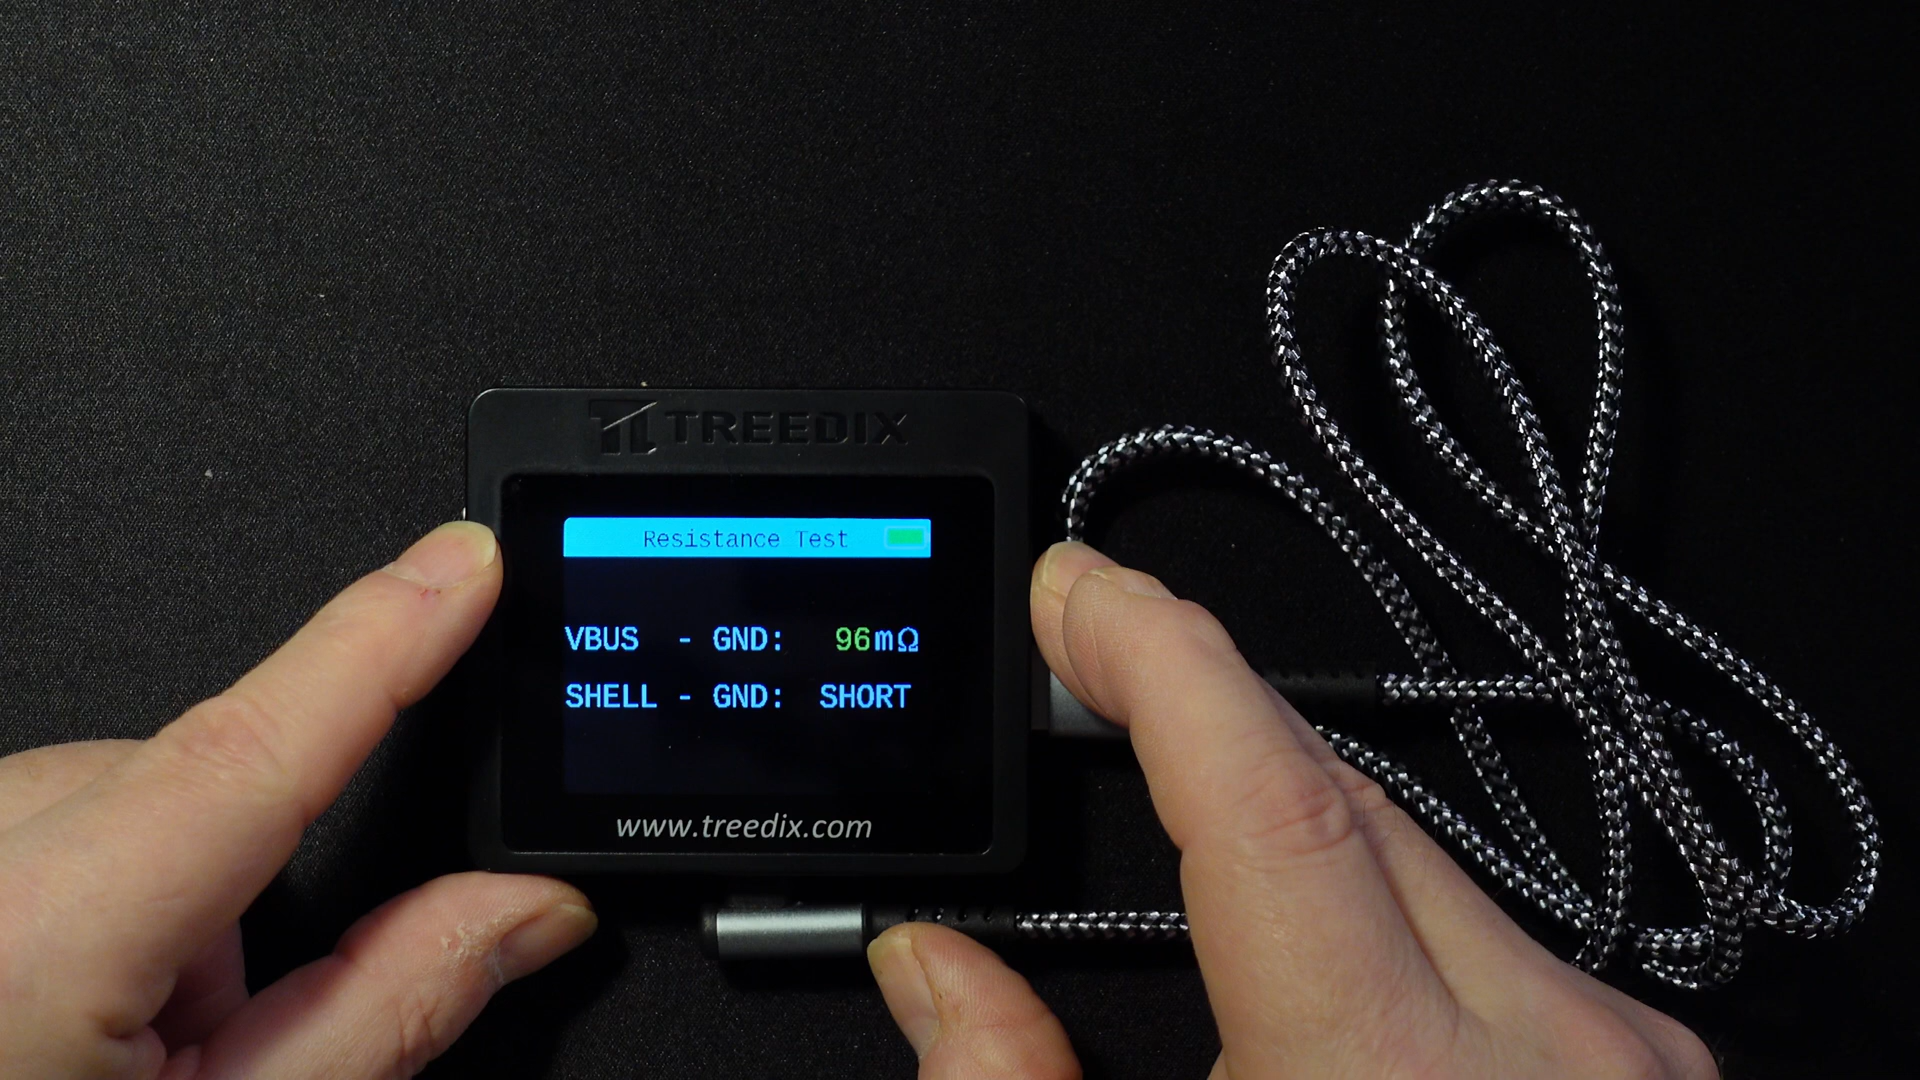 TREEDIX
Resistance Test
VBUS - GND: 96mΩ
SHELL - GND: SHORT
www.treedix.com